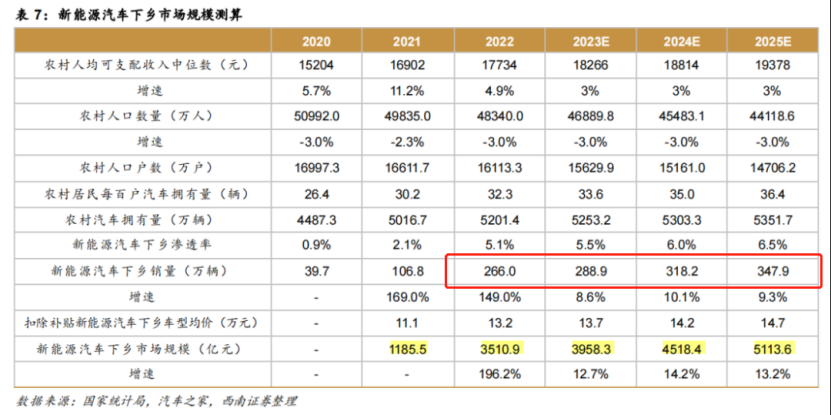 表 7：新能源汽车下乡市场规模测算
2020 2021 2022 2023E 2024E 2025E
农村人均可支配收入中位数（元） 15204 16902 17734 18266 18814 19378
增速 5.7% 11.2% 4.9% 3% 3% 3%
农村人口数量（万人） 50992.0 49835.0 48340.0 46889.8 45483.1 44118.6
增速 -3.0% -2.3% -3.0% -3.0% -3.0% -3.0%
农村人口户数（万户） 16997.3 16611.7 16113.3 15629.9 15161.0 14706.2
农村居民每百户汽车拥有量（辆） 26.4 30.2 32.3 33.6 35.0 36.4
农村汽车拥有量（万辆） 4487.3 5016.7 5201.4 5253.2 5303.3 5351.7
新能源汽车下乡渗透率 0.9% 2.1% 5.1% 5.5% 6.0% 6.5%
新能源汽车下乡销量（万辆） 39.7 106.8 266.0 288.9 318.2 347.9
增速 - 169.0% 149.0% 8.6% 10.1% 9.3%
扣除补贴新能源汽车下乡车型均价（万元） 11.1 13.2 13.7 14.2 14.7
新能源汽车下乡市场规模（亿元） - 1185.5 3510.9 3958.3 4518.4 5113.6
增速 - - 196.2% 12.7% 14.2% 13.2%
数据来源：国家统计局，汽车之家，西南证券整理